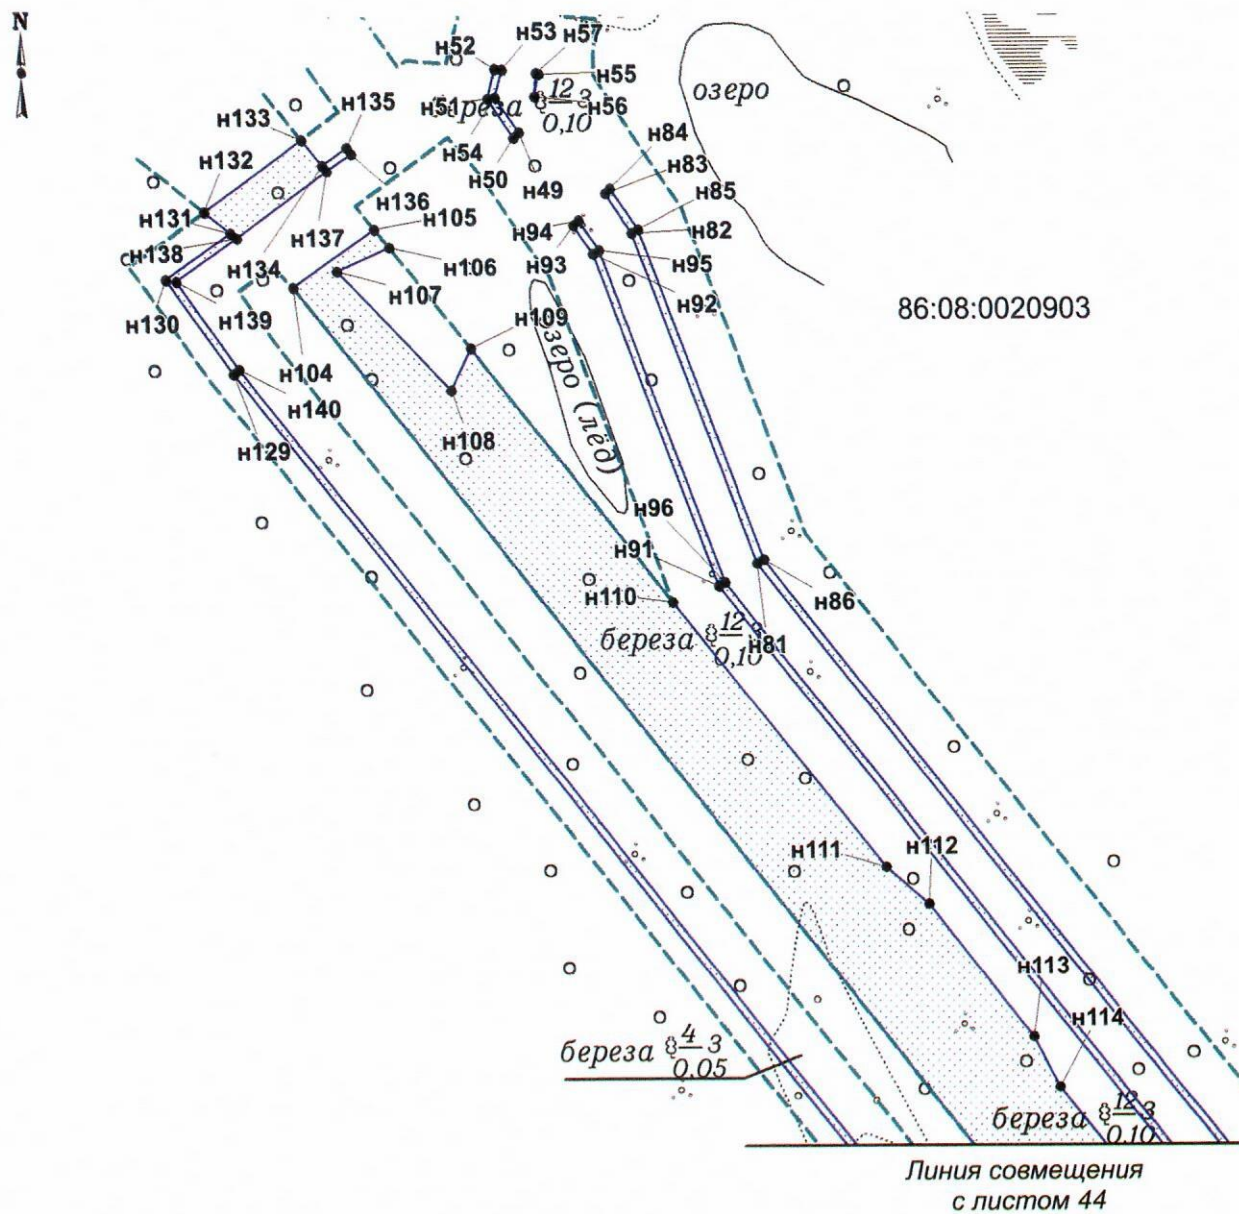 N
н52
н53
н57
н55
12
береза 3
0,10
н51
н56
н54
н50
н49
озеро
н135
н133
н132
н84
н83
н85
н131
н138
н136
н105
н94
н82
н134
н137
н106
н93
н95
н107
н92
н130
н139
н109
86:08:0020903
н104
н140
озеро (лёд)
н108
н129
н96
н91
н110
н86
12
береза
0,10
н81
н111
н112
н113
н114
4
береза 3
0,05
12
береза 3
0,10
Линия совмещения
с листом 44